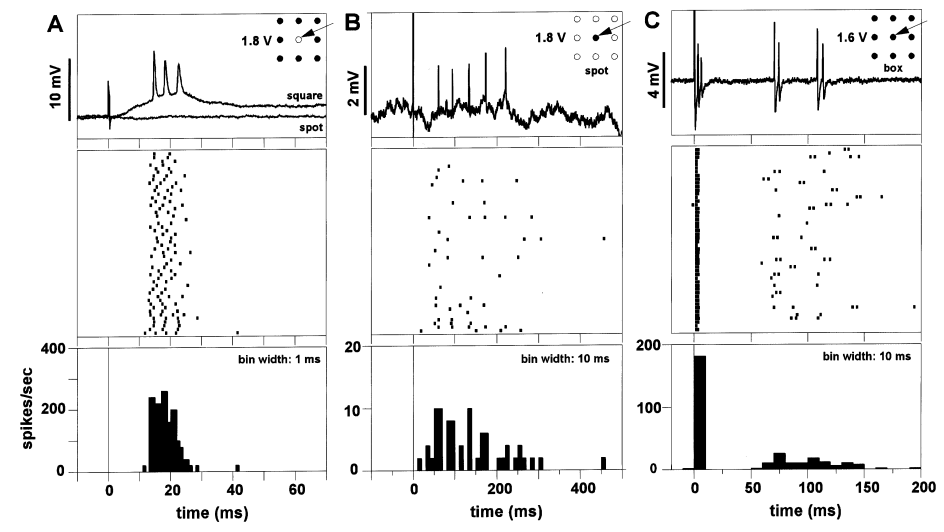 A
1.8 V
10 mV
square
spot
B
1.8 V
2 mV
spot
C
1.6 V
4 mV
box
400
200
0
spikes/sec
bin width: 1 ms
0 20 40 60
time (ms)
20
10
0
bin width: 10 ms
0 200 400
time (ms)
200
100
0
bin width: 10 ms
0 50 100 150 200
time (ms)